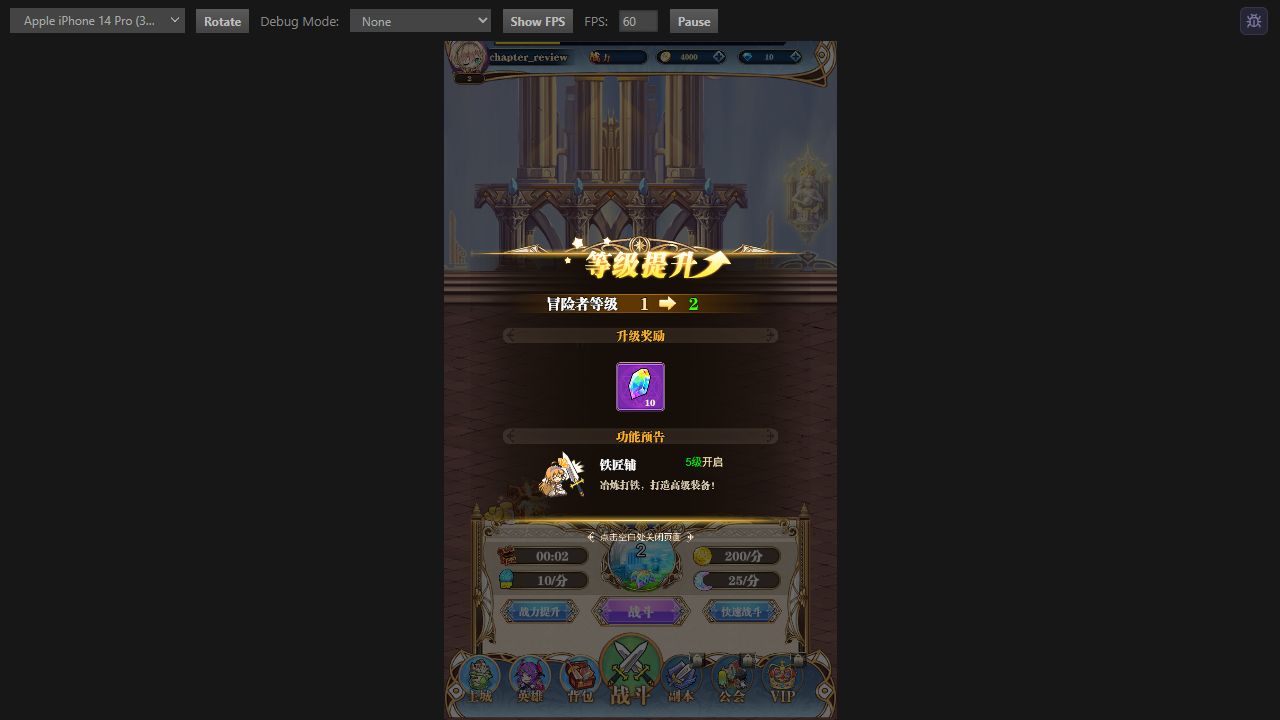 Apple iPhone 14 Pro (3...
Rotate
Debug Mode:
None
Show FPS
FPS:
60
Pause
chapter_review
战力
4000
10
2
等级提升
冒险者等级 1 2
升级奖励
10
功能预告
铁匠铺
5级开启
冶炼打铁，打造高级装备！
点击空白处关闭页面
00:02
2
200/分
10/分
25/分
战力提升
战斗
快速战斗
主城
英雄
背包
战斗
副本
公会
VIP